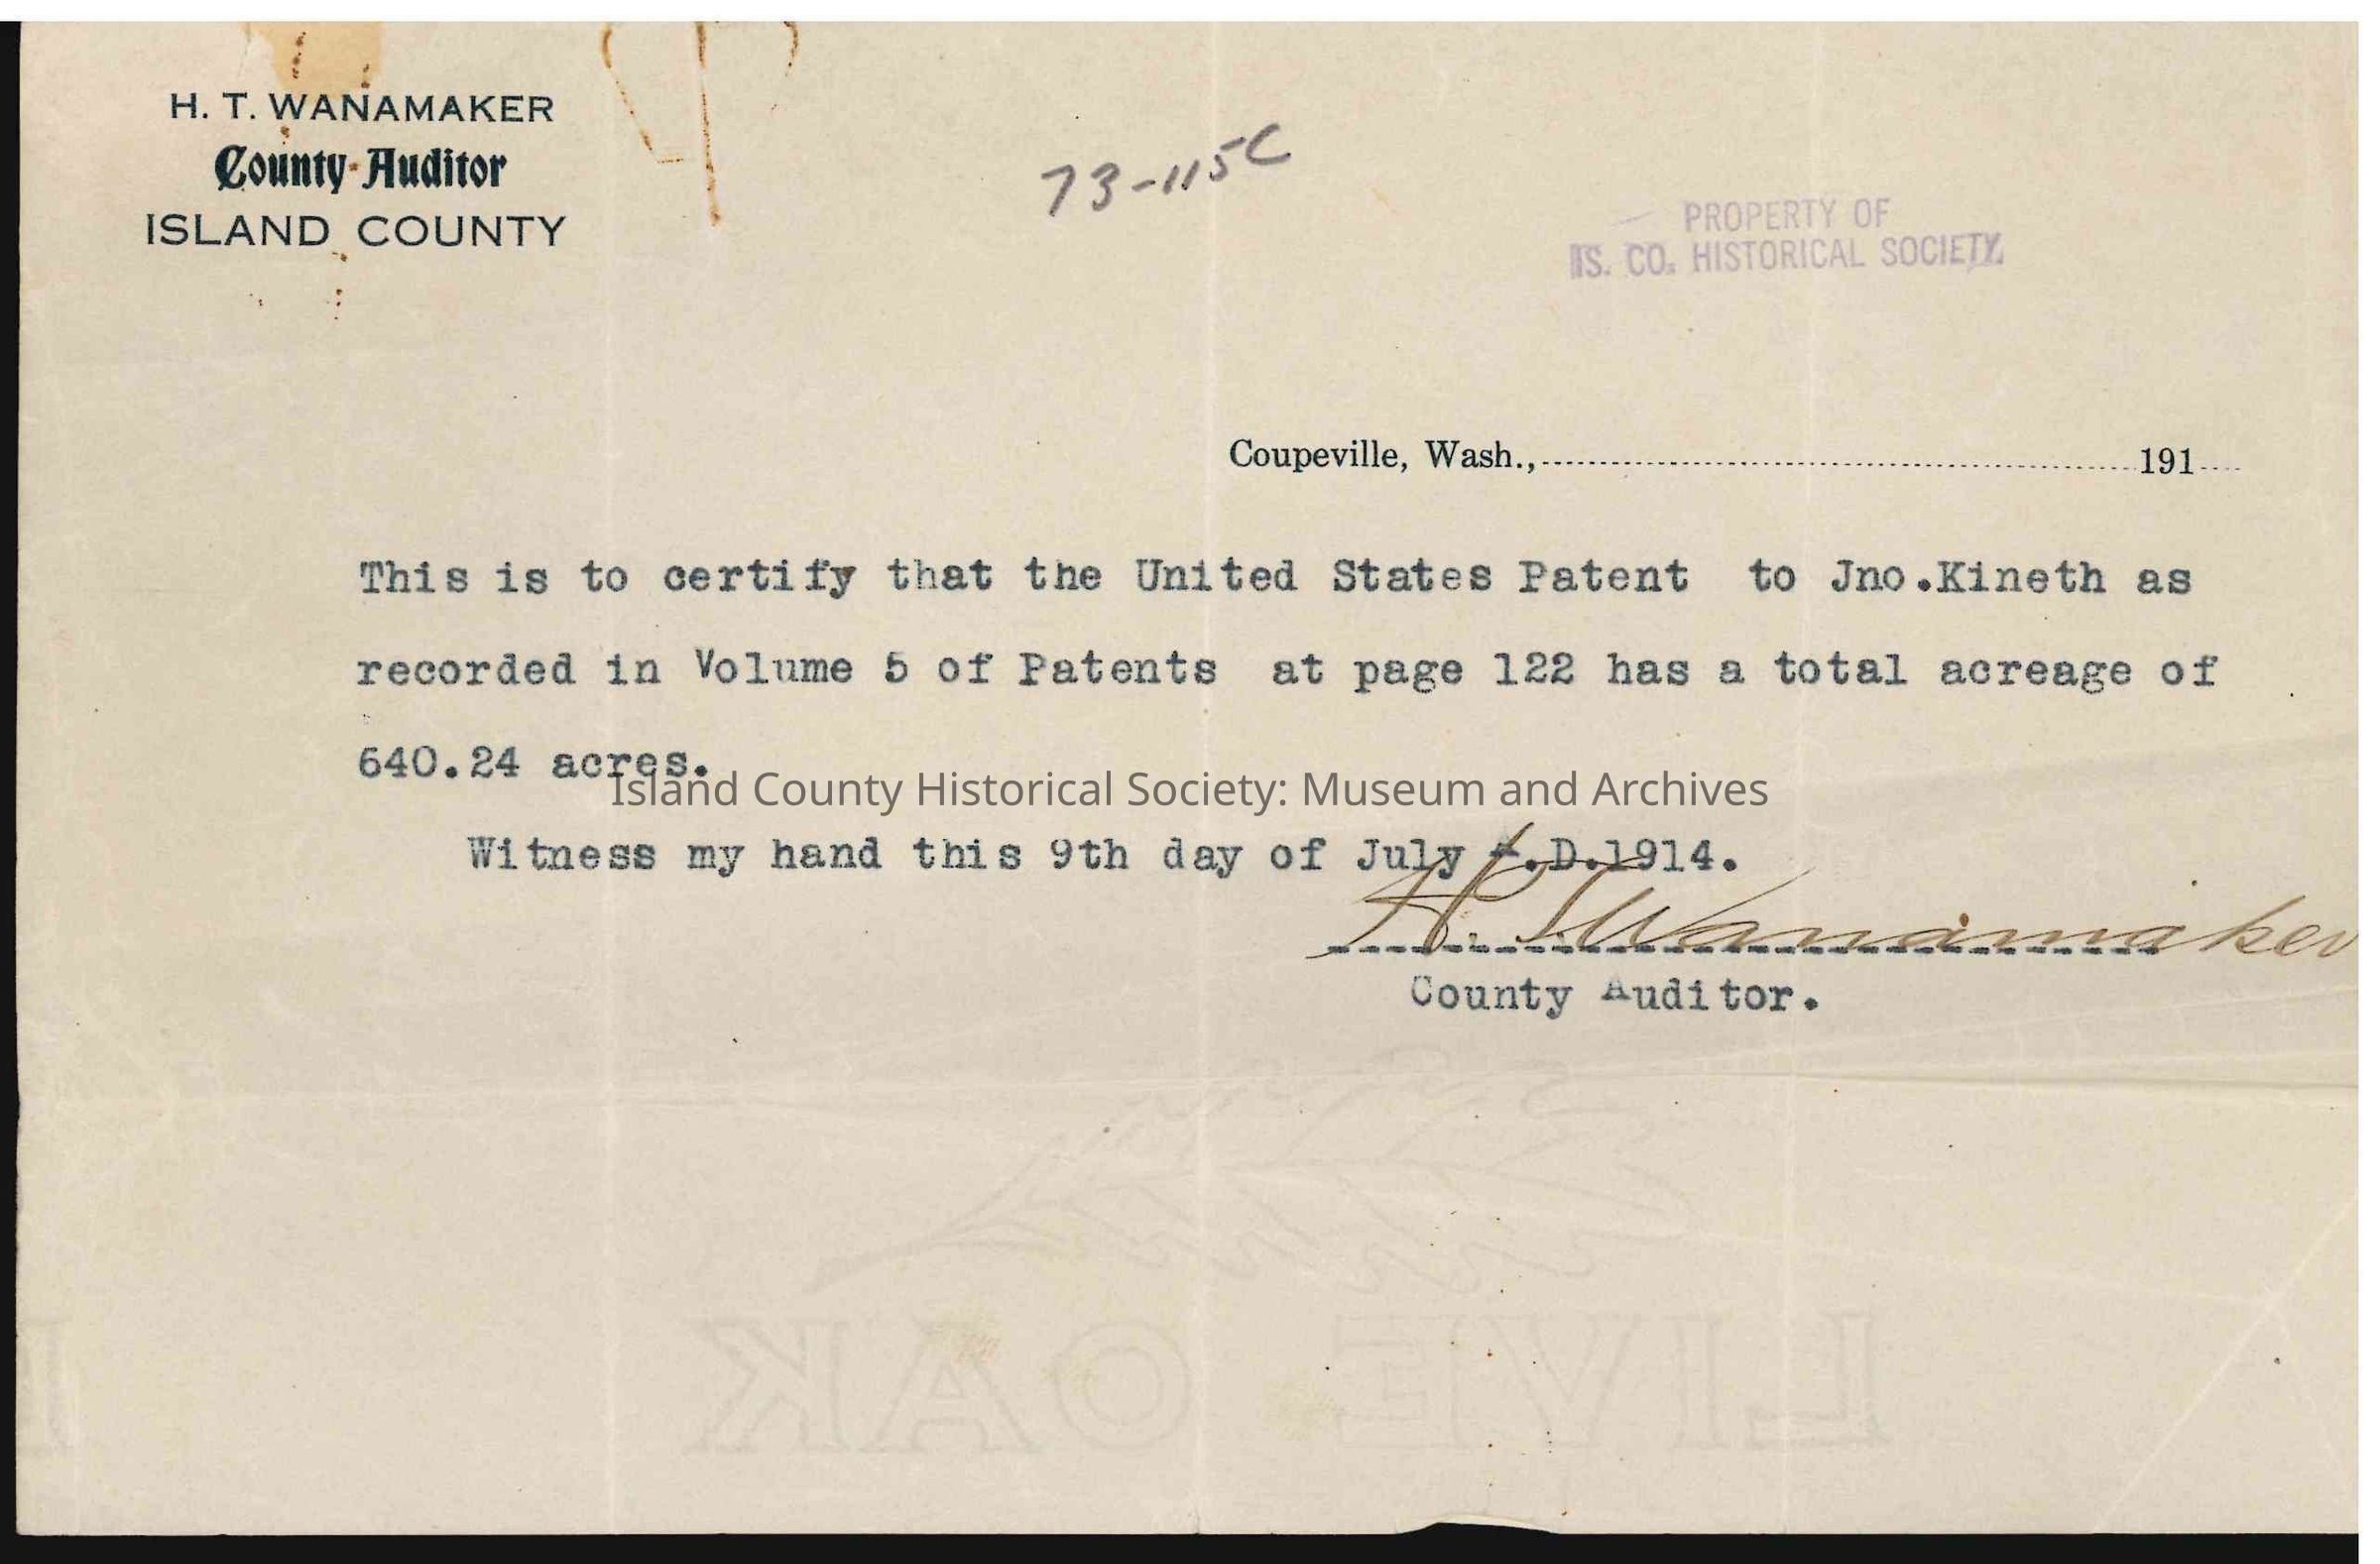 H. T. WANAMAKER
County Auditor
ISLAND COUNTY
73-115C
PROPERTY OF
IS. CO. HISTORICAL SOCIETY.
Coupeville, Wash.,........................................191....
This is to certify that the United States Patent to Jno.Kineth as
recorded in Volume 5 of Patents at page 122 has a total acreage of
640.24 acres.
Island County Historical Society: Museum and Archives
Witness my hand this 9th day of July A.D.1914.
H. T. Wanamaker
County Auditor.
LIVE OAK
L